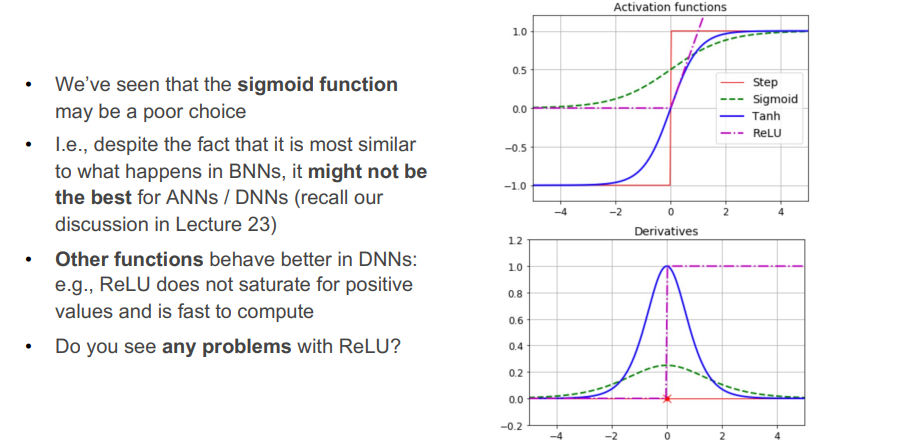 • We've seen that the sigmoid function
may be a poor choice
• I.e., despite the fact that it is most similar
to what happens in BNNs, it might not be
the best for ANNs / DNNs (recall our
discussion in Lecture 23)
• Other functions behave better in DNNs:
e.g., ReLU does not saturate for positive
values and is fast to compute
• Do you see any problems with ReLU?
Activation functions
1.0
0.5
0.0
−0.5
−1.0
Step
Sigmoid
Tanh
ReLU
−4 −2 0 2 4
Derivatives
1.2
1.0
0.8
0.6
0.4
0.2
0.0
−0.2
−4 −2 0 2 4